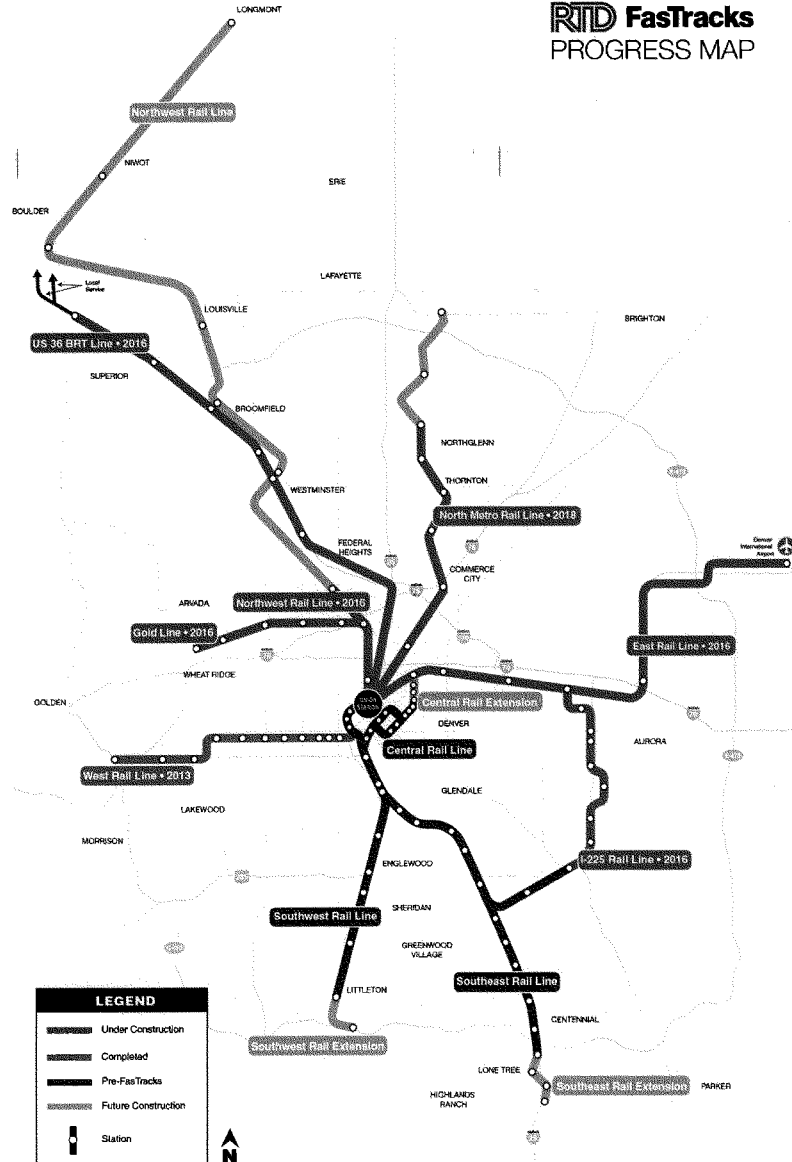 RTD FasTracks
PROGRESS MAP
LONGMONT
Northwest Rail Line
NIWOT
ERIE
BOULDER
Local
Service
LAFAYETTE
LOUISVILLE
BRIGHTON
US 36 BRT Line • 2016
SUPERIOR
BROOMFIELD
NORTHGLENN
THORNTON
WESTMINSTER
North Metro Rail Line • 2018
FEDERAL
HEIGHTS
Denver
International
Airport
COMMERCE
CITY
ARVADA
Northwest Rail Line • 2016
Gold Line • 2016
East Rail Line • 2016
WHEAT RIDGE
GOLDEN
UNION
STATION
Central Rail Extension
DENVER
AURORA
Central Rail Line
West Rail Line • 2013
GLENDALE
LAKEWOOD
MORRISON
ENGLEWOOD
I-225 Rail Line • 2016
SHERIDAN
Southwest Rail Line
GREENWOOD
VILLAGE
Southeast Rail Line
LITTLETON
CENTENNIAL
Southwest Rail Extension
LONE TREE
Southeast Rail Extension
PARKER
HIGHLANDS
RANCH
LEGEND
Under Construction
Completed
Pre-FasTracks
Future Construction
Station
N